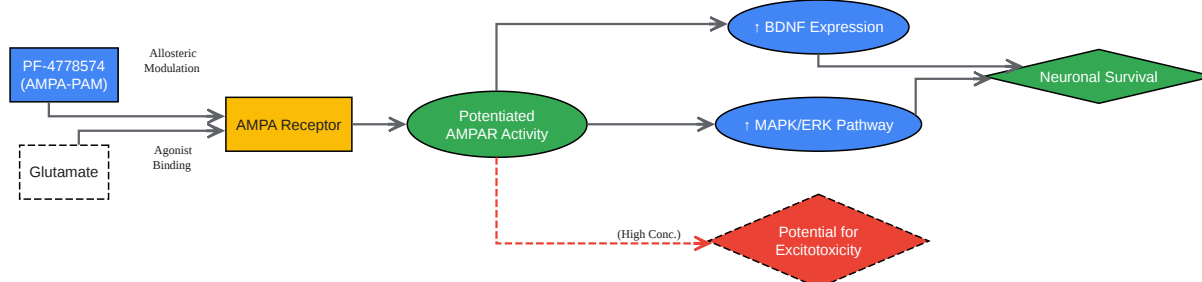 ↑ BDNF Expression
Allosteric
Modulation
PF-4778574
(AMPA-PAM)
Neuronal Survival
AMPA Receptor
Potentiated
AMPAR Activity
↑ MAPK/ERK Pathway
Agonist
Binding
Glutamate
(High Conc.)
Potential for
Excitotoxicity